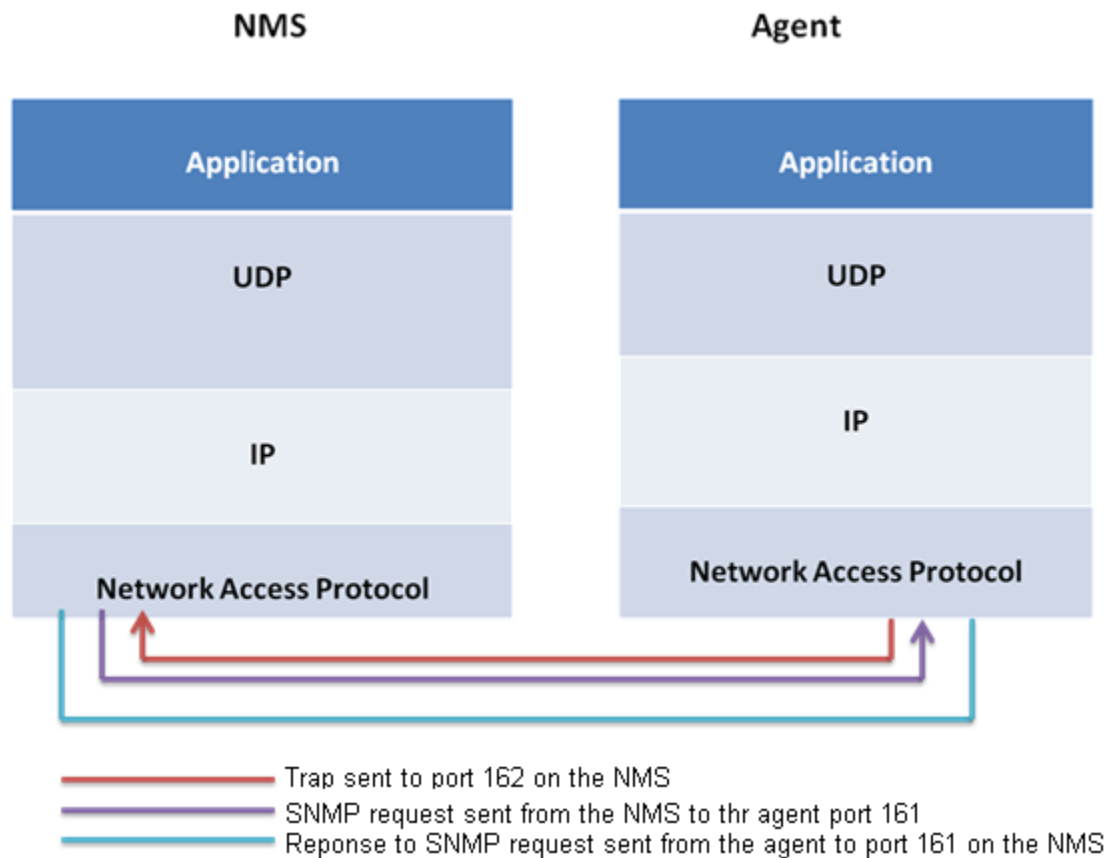 NMS
Agent
Application
Application
UDP
UDP
IP
IP
Network Access Protocol
Network Access Protocol
Trap sent to port 162 on the NMS
SNMP request sent from the NMS to thr agent port 161
Reponse to SNMP request sent from the agent to port 161 on the NMS